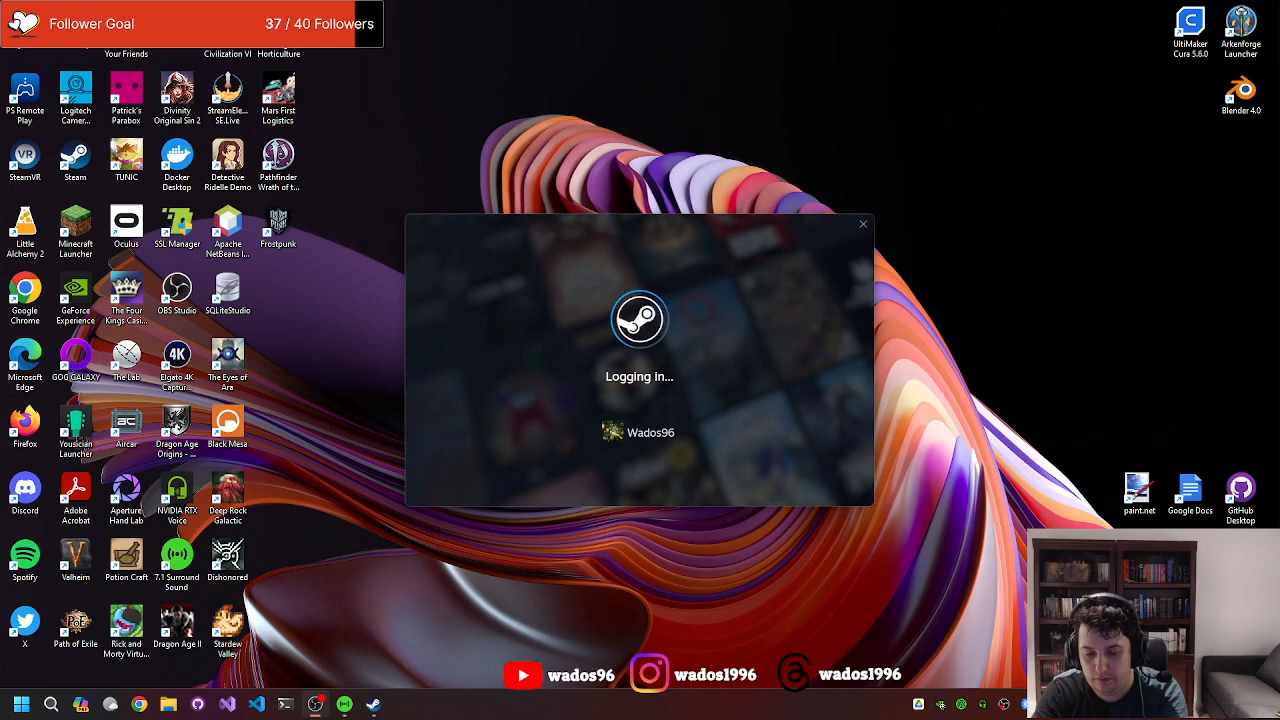 Follower Goal
37 / 40 Followers
Your Friends
Civilization VI
Horticulture
PS Remote
Play
Logitech
Camer...
Patrick's
Parabox
Divinity
Original Sin 2
StreamEle...
SE.Live
Mars First
Logistics
SteamVR
Steam
TUNIC
Docker
Desktop
Detective
Ridelle Demo
Pathfinder
Wrath of t...
Little
Alchemy 2
Minecraft
Launcher
Oculus
SSL Manager
Apache
NetBeans I...
Frostpunk
Google
Chrome
GeForce
Experience
The Four
Kings Casi...
OBS Studio
SQLiteStudio
Microsoft
Edge
GOG GALAXY
The Lab
Elgato 4K
Captur...
The Eyes of
Ara
Firefox
Yousician
Launcher
Aircar
Dragon Age
Origins - ...
Black Mesa
Discord
Adobe
Acrobat
Aperture
Hand Lab
NVIDIA RTX
Voice
Deep Rock
Galactic
Spotify
Valheim
Potion Craft
7.1 Surround
Sound
Dishonored
X
Path of Exile
Rick and
Morty Virtu...
Dragon Age II
Stardew
Valley
UltiMaker
Cura 5.6.0
Arkenforge
Launcher
Blender 4.0
Logging in...
Wados96
paint.net
Google Docs
GitHub
Desktop
wados96
wados1996
wados1996